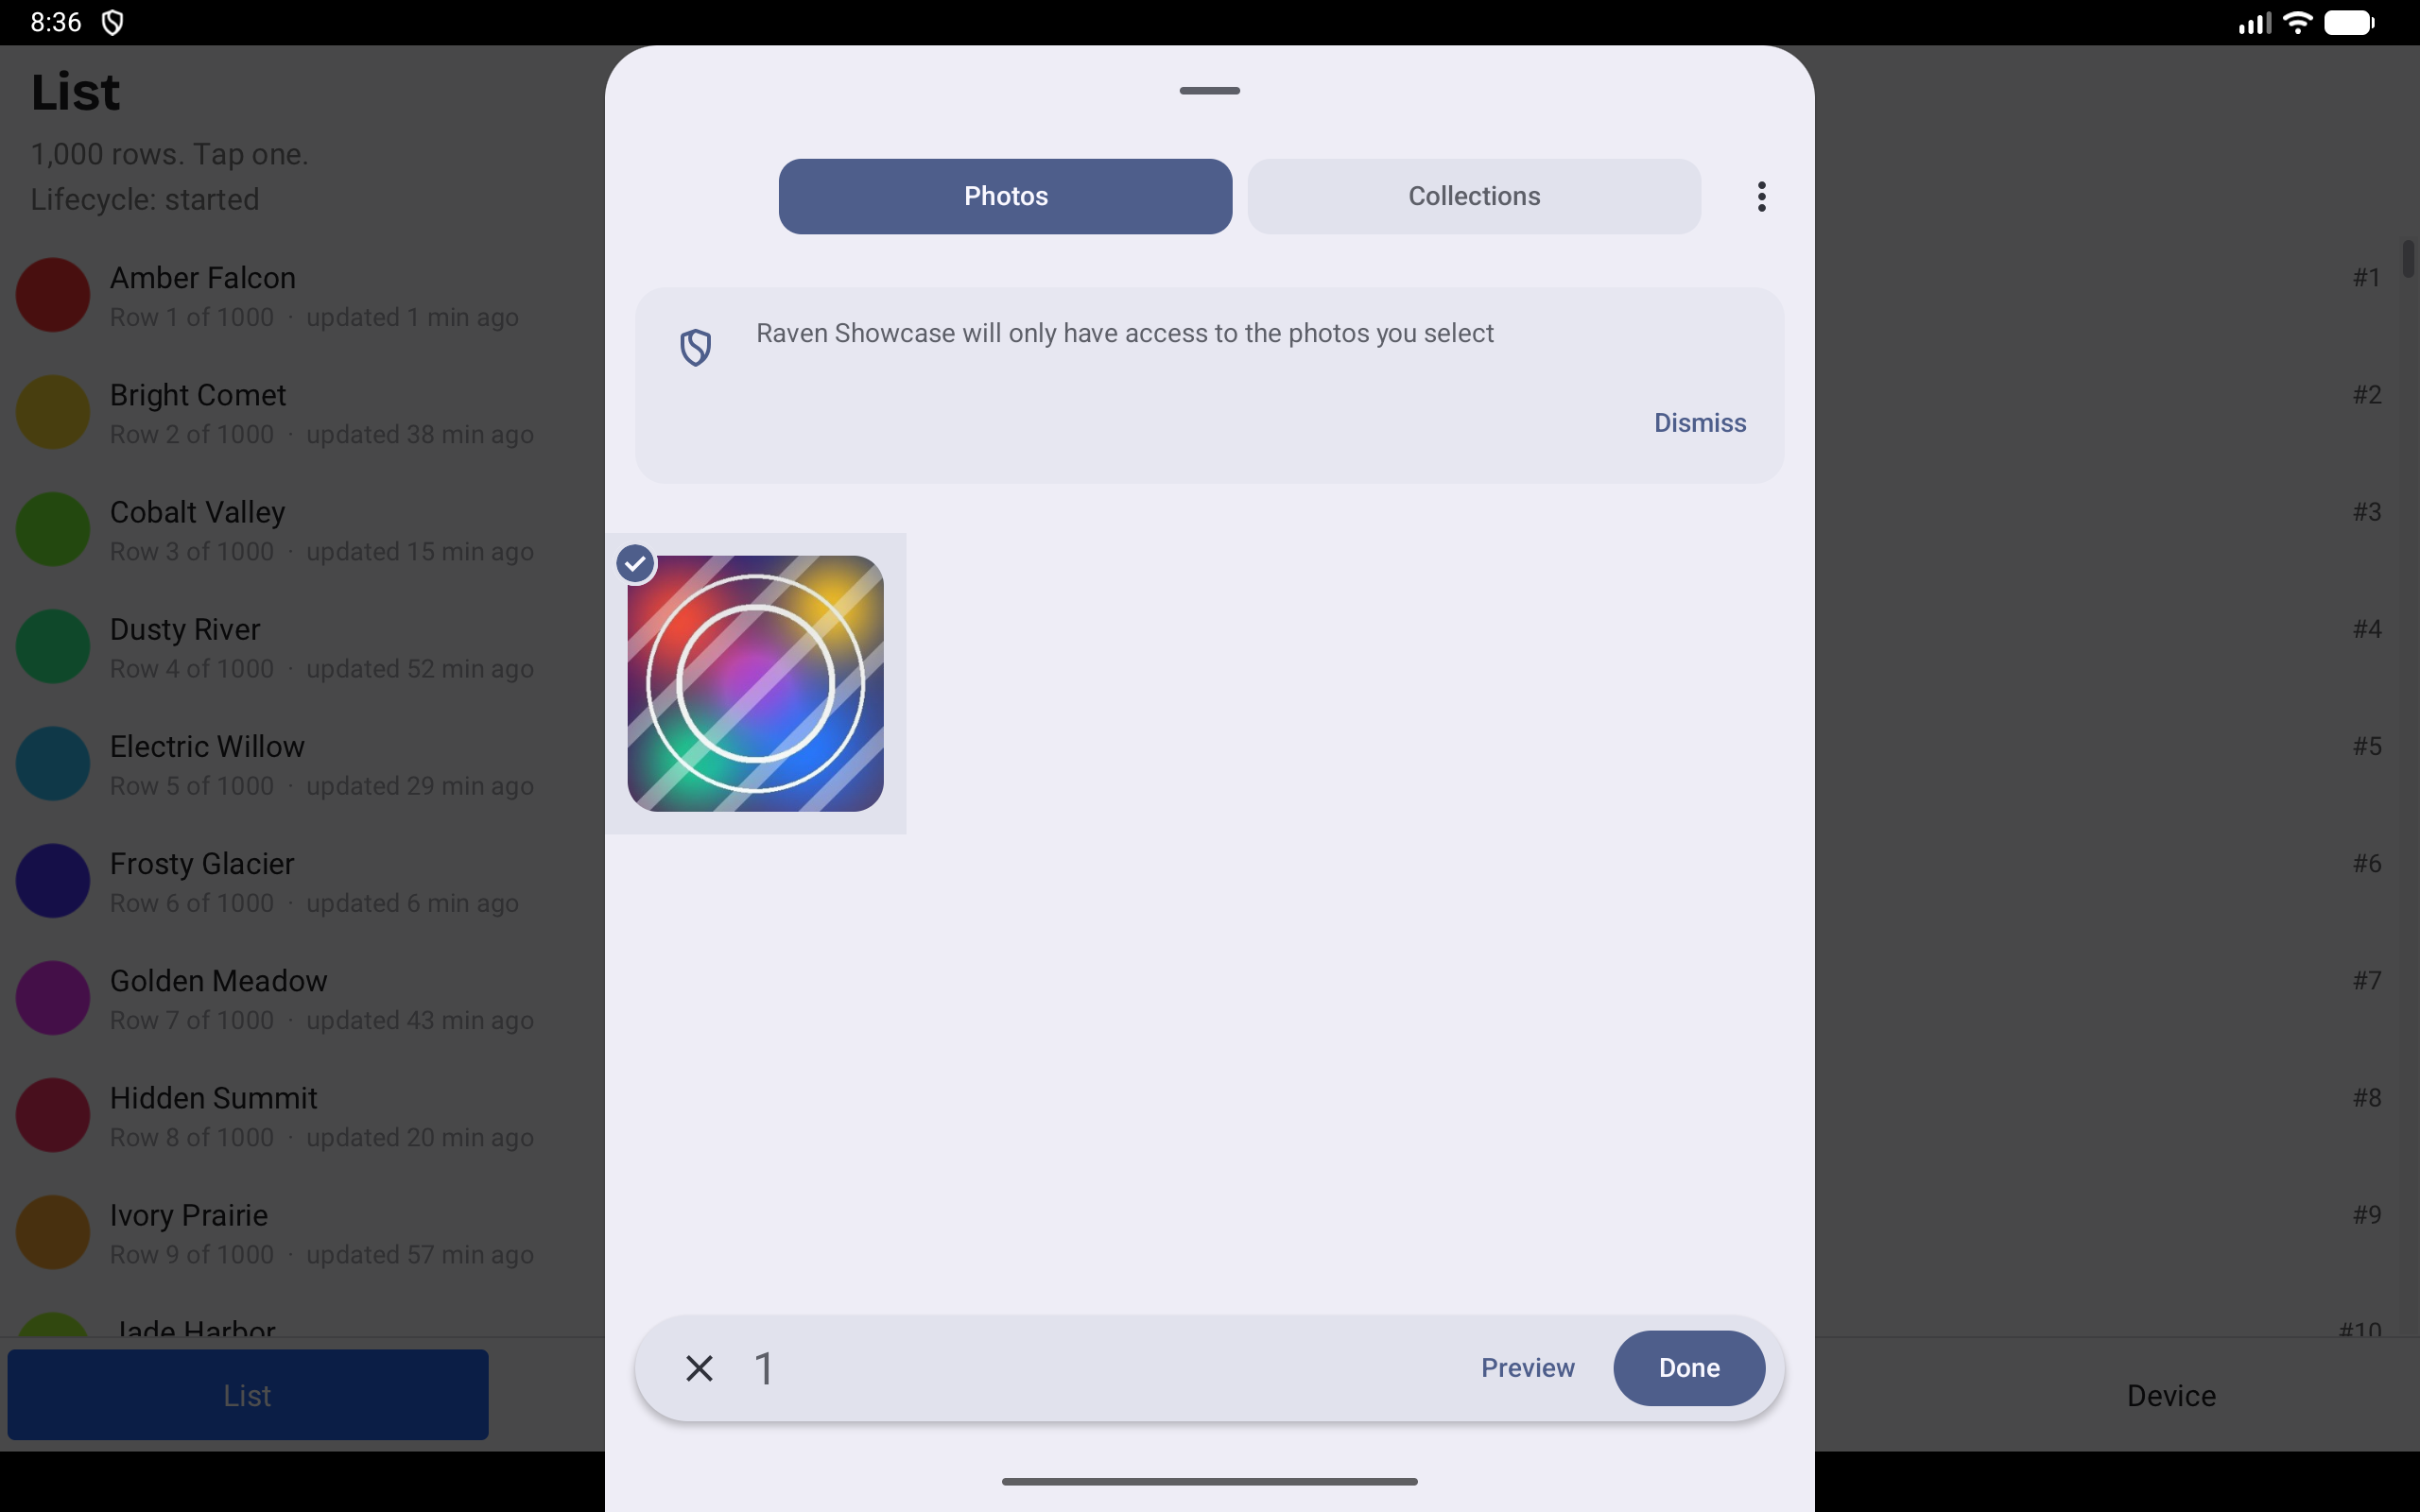 8:36
List
1,000 rows. Tap one.
Lifecycle: started
Amber Falcon
Row 1 of 1000 · updated 1 min ago
#1
Bright Comet
Row 2 of 1000 · updated 38 min ago
#2
Cobalt Valley
Row 3 of 1000 · updated 15 min ago
#3
Dusty River
Row 4 of 1000 · updated 52 min ago
#4
Electric Willow
Row 5 of 1000 · updated 29 min ago
#5
Frosty Glacier
Row 6 of 1000 · updated 6 min ago
#6
Golden Meadow
Row 7 of 1000 · updated 43 min ago
#7
Hidden Summit
Row 8 of 1000 · updated 20 min ago
#8
Ivory Prairie
Row 9 of 1000 · updated 57 min ago
#9
Jade Harbor
#10
List
Device
Photos
Collections
Raven Showcase will only have access to the photos you select
Dismiss
1
Preview
Done